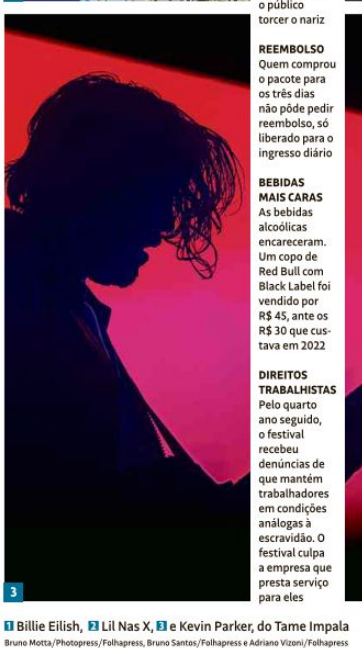 o público
torcer o nariz
REEMBOLSO
Quem comprou
o pacote para
os três dias
não pôde pedir
reembolso, só
liberado para o
ingresso diário
BEBIDAS
MAIS CARAS
As bebidas
alcoólicas
encareceram.
Um copo de
Red Bull com
Black Label foi
vendido por
R$ 45, ante os
R$ 30 que cus-
tava em 2022
DIREITOS
TRABALHISTAS
Pelo quarto
ano seguido,
o festival
recebeu
denúncias de
que mantém
trabalhadores
em condições
análogas à
escravidão. O
festival culpa
a empresa que
presta serviço
para eles
3
1 Billie Eilish, 2 Lil Nas X, 3 e Kevin Parker, do Tame Impala
Bruno Motta/Photopress/Folhapress, Bruno Santos/Folhapress e Adriano Vizoni/Folhapress